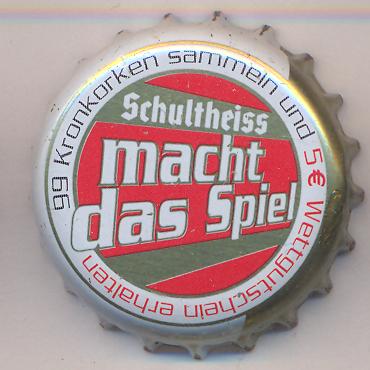 99 Kronkorken sammeln und 5 € Wettgutschein erhalten
Schultheiss
macht
das Spiel